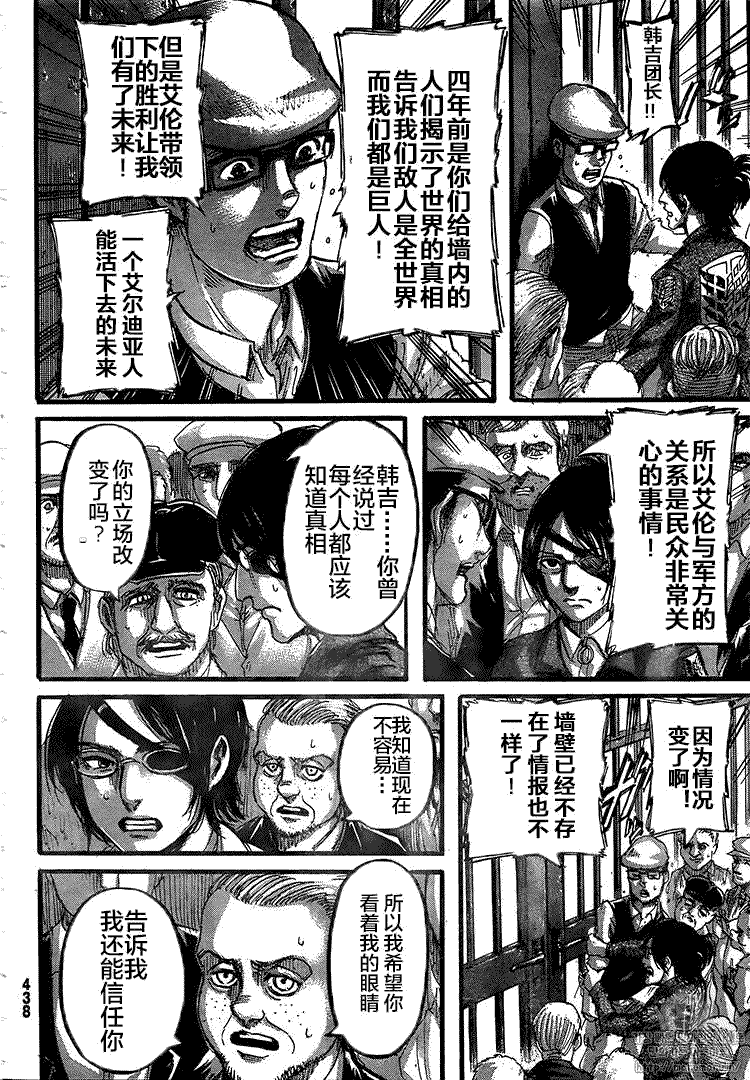 韩吉团长!!
四年前是你们给墙内的
人们揭示了世界的真相
告诉我们敌人是全世界
而我们都是巨人！
但是艾伦带领
下的胜利让我
们有了未来！
一个艾尔迪亚人
能活下去的未来
所以艾伦与军方的
关系是民众非常关
心的事情！
韩吉……你曾
经说过
每个人都应该
知道真相
你的立场改
变了吗？
因为情况
变了啊！
墙壁已经不存
在了情报也不
一样了！
我知道现在
不容易…
所以我希望你
看着我的眼睛
告诉我
我还能信任你
438